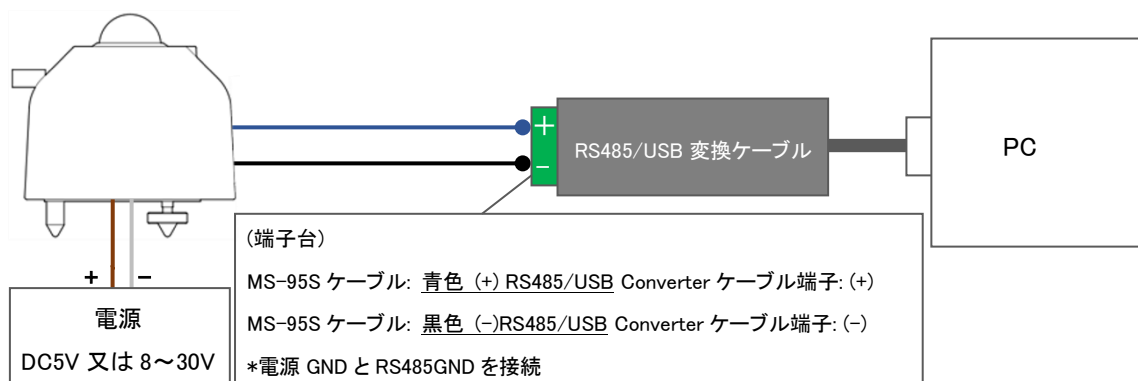 +
-
RS485/USB 変換ケーブル
PC
+ -
電源
DC5V 又は 8～30V
(端子台)
MS-95S ケーブル: 青色 (+) RS485/USB Converter ケーブル端子: (+)
MS-95S ケーブル: 黒色 (-)RS485/USB Converter ケーブル端子: (-)
*電源 GND と RS485GND を接続